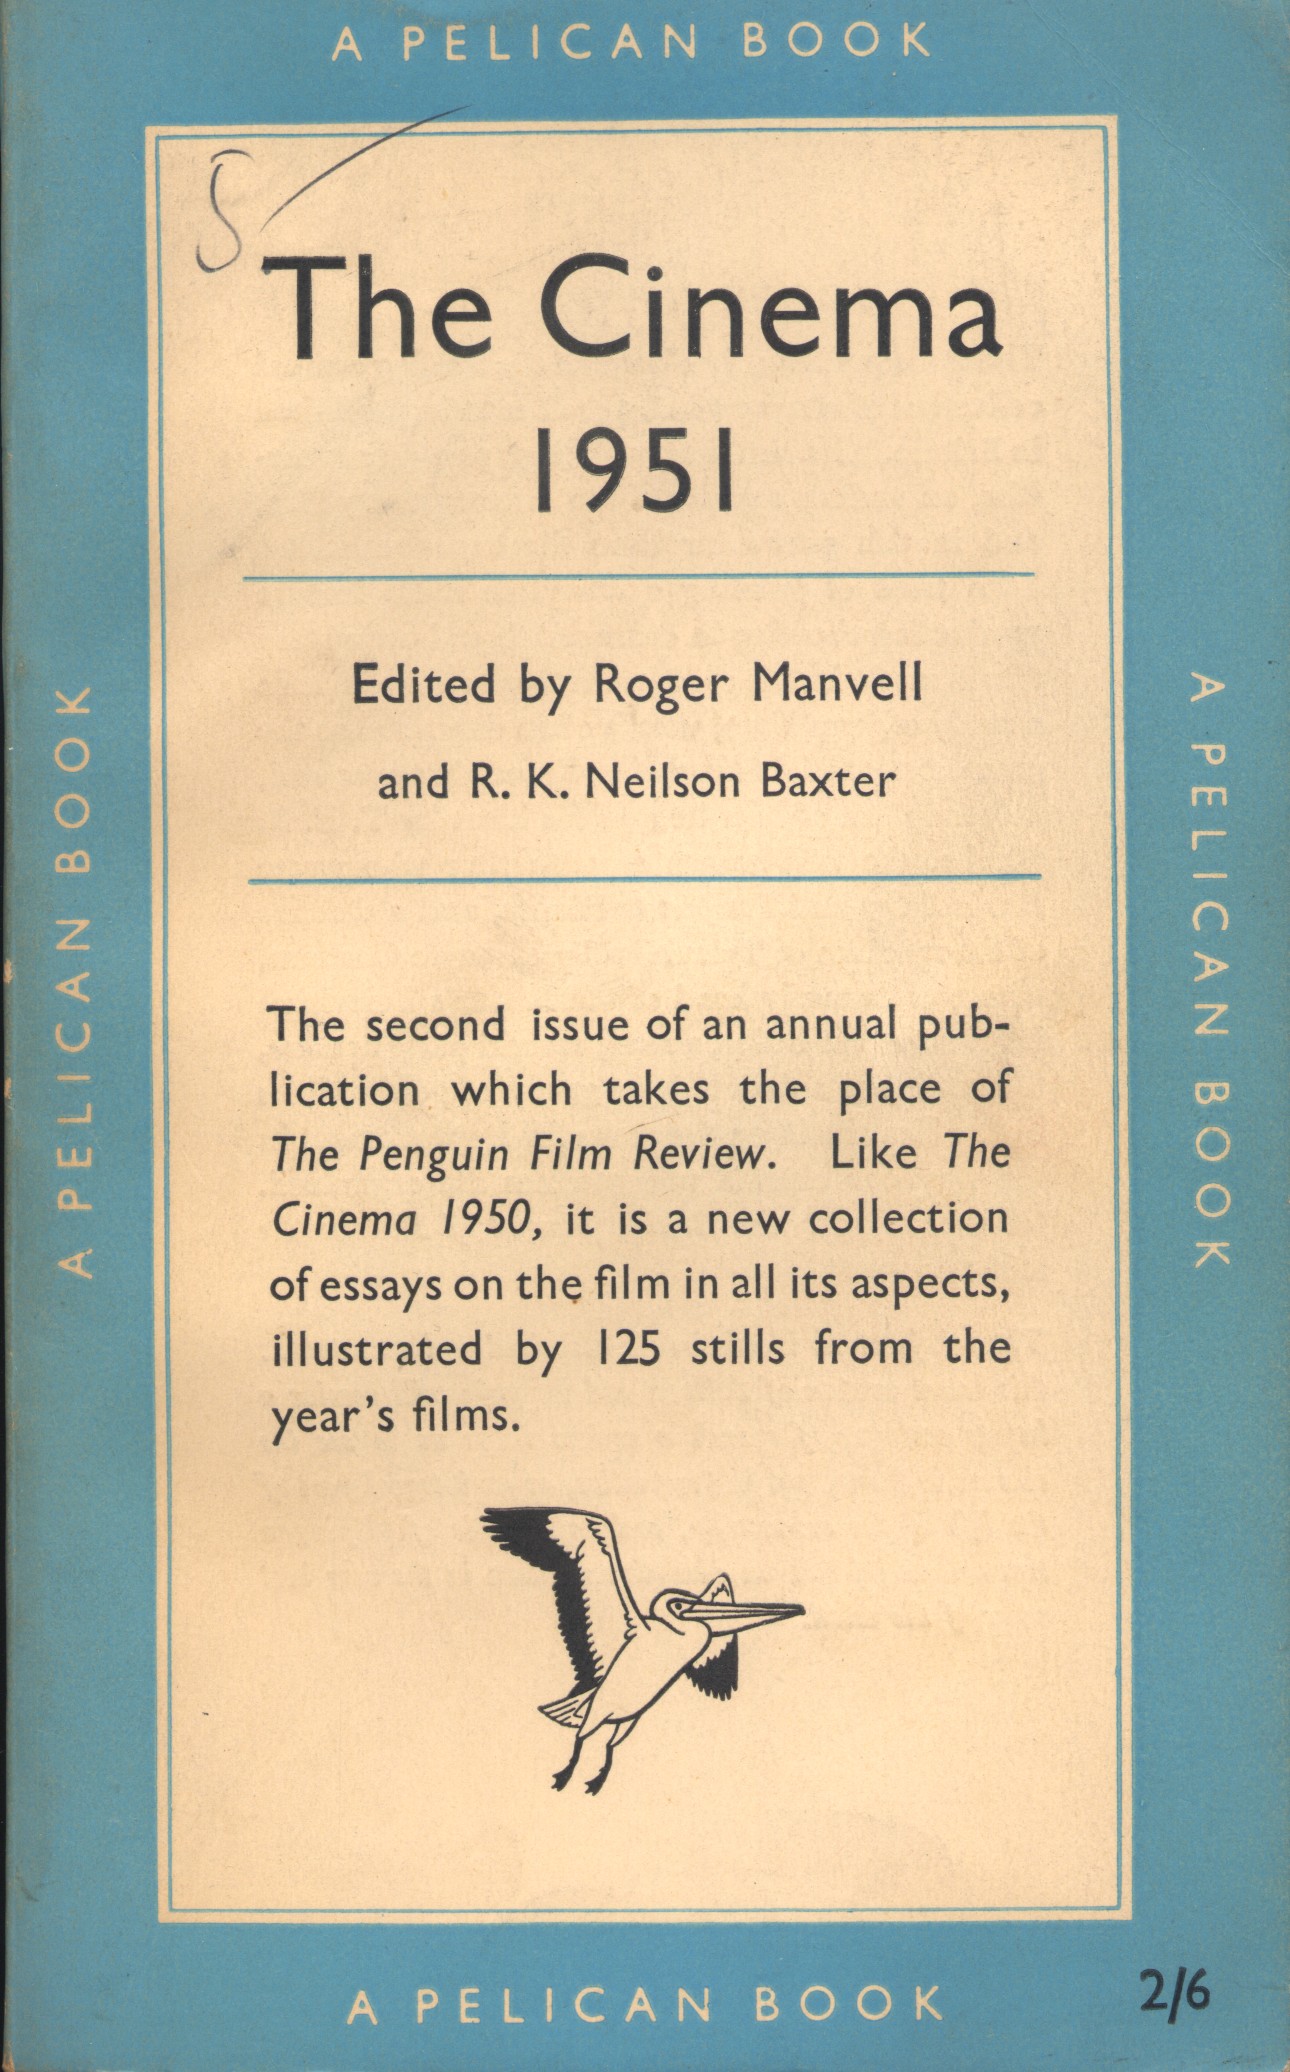 A PELICAN BOOK
5/
The Cinema
1951
Edited by Roger Manvell
and R. K. Neilson Baxter
The second issue of an annual pub-
lication which takes the place of
The Penguin Film Review. Like The
Cinema 1950, it is a new collection
of essays on the film in all its aspects,
illustrated by 125 stills from the
year's films.
A PELICAN BOOK
A PELICAN BOOK
A PELICAN BOOK
2/6